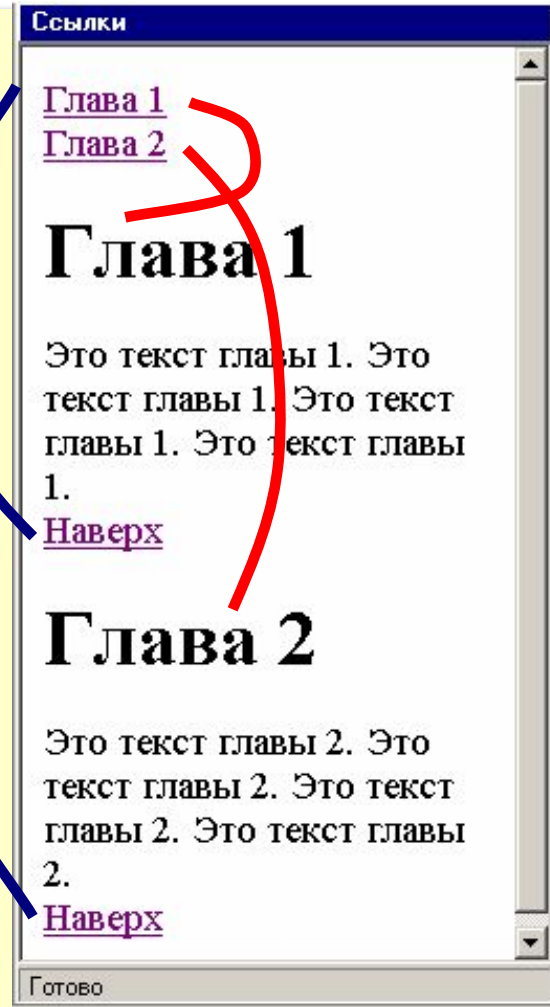 Ссылки
Глава 1
Глава 2
Глава 1
Это текст главы 1. Это
текст главы 1. Это текст
главы 1. Это текст главы
1.
Наверх
Глава 2
Это текст главы 2. Это
текст главы 2. Это текст
главы 2. Это текст главы
2.
Наверх
Готово